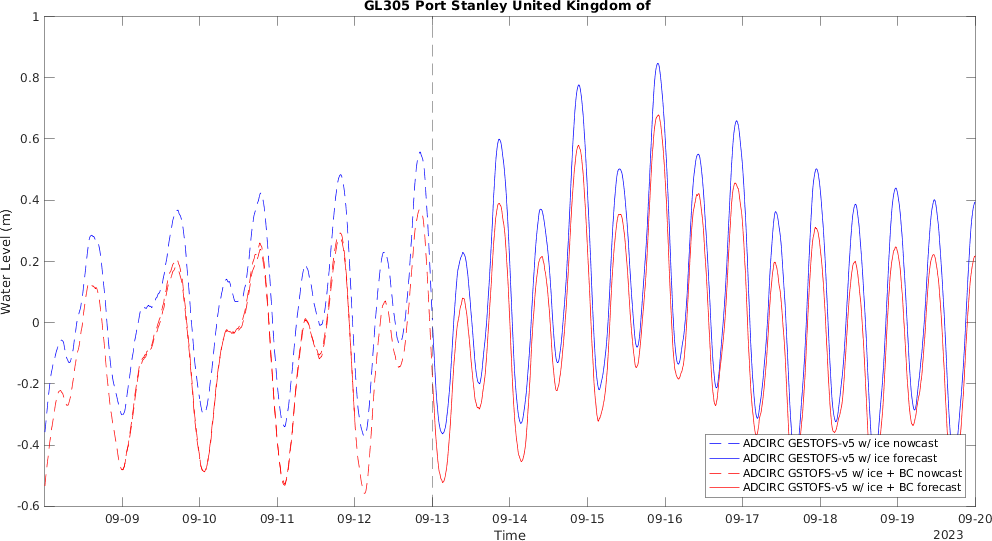 GL305 Port Stanley United Kingdom of
1
0.8
0.6
0.4
0.2
0
-0.2
-0.4
-0.6
Water Level (m)
ADCIRC GESTOFS-v5 w/ ice nowcast
ADCIRC GESTOFS-v5 w/ ice forecast
ADCIRC GSTOFS-v5 w/ ice + BC nowcast
ADCIRC GSTOFS-v5 w/ ice + BC forecast
09-09 09-10 09-11 09-12 09-13 09-14 09-15 09-16 09-17 09-18 09-19 09-20
Time
2023